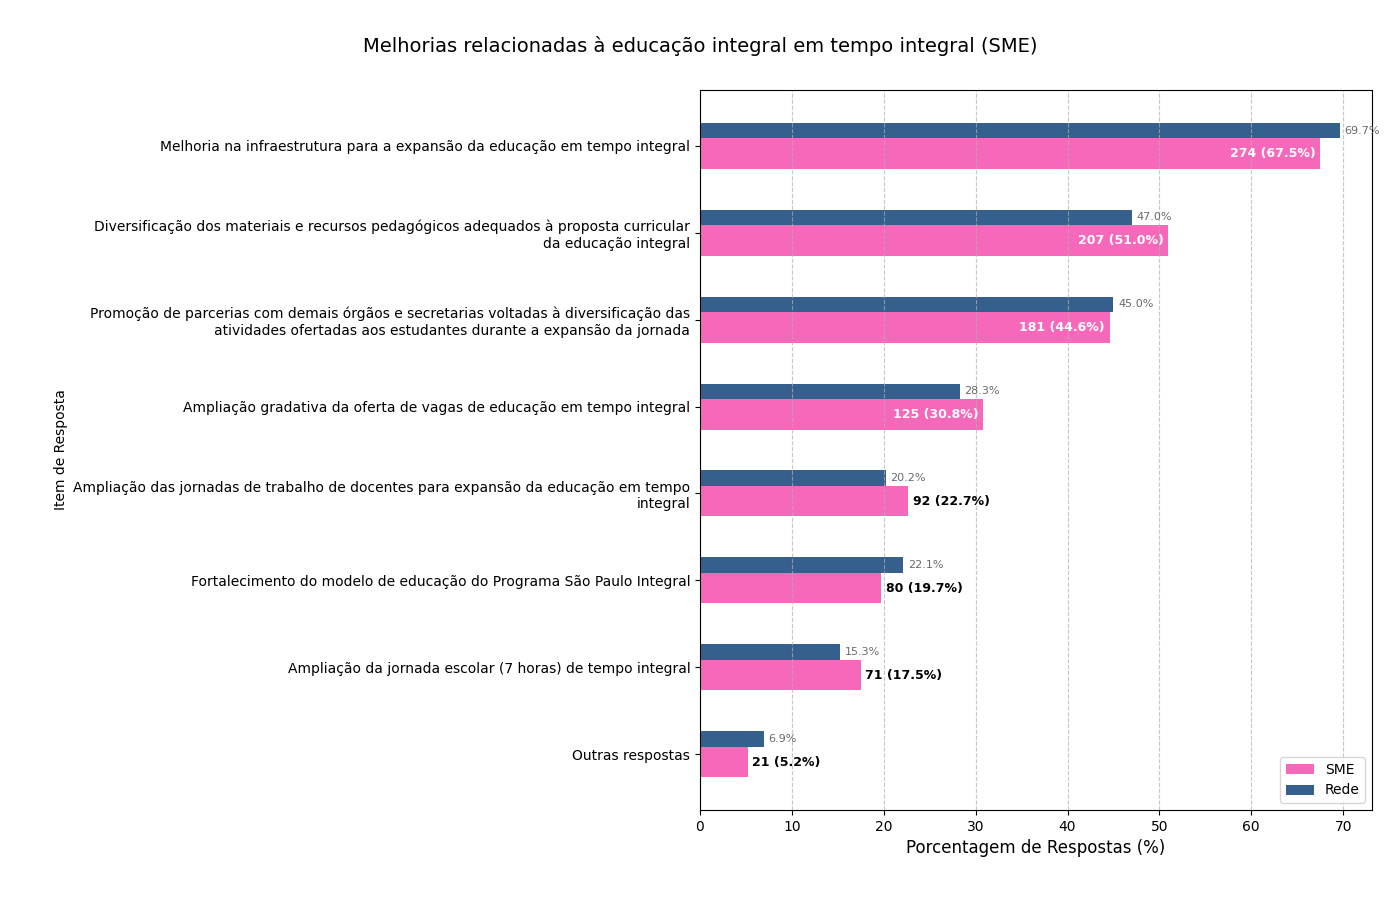 Melhorias relacionadas à educação integral em tempo integral (SME)
Item de Resposta
Melhoria na infraestrutura para a expansão da educação em tempo integral
69.7%
274 (67.5%)
Diversificação dos materiais e recursos pedagógicos adequados à proposta curricular
da educação integral
47.0%
207 (51.0%)
Promoção de parcerias com demais órgãos e secretarias voltadas à diversificação das
atividades ofertadas aos estudantes durante a expansão da jornada
45.0%
181 (44.6%)
Ampliação gradativa da oferta de vagas de educação em tempo integral
28.3%
125 (30.8%)
Ampliação das jornadas de trabalho de docentes para expansão da educação em tempo
integral
20.2%
92 (22.7%)
Fortalecimento do modelo de educação do Programa São Paulo Integral
22.1%
80 (19.7%)
Ampliação da jornada escolar (7 horas) de tempo integral
15.3%
71 (17.5%)
Outras respostas
6.9%
21 (5.2%)
SME
Rede
0 10 20 30 40 50 60 70
Porcentagem de Respostas (%)